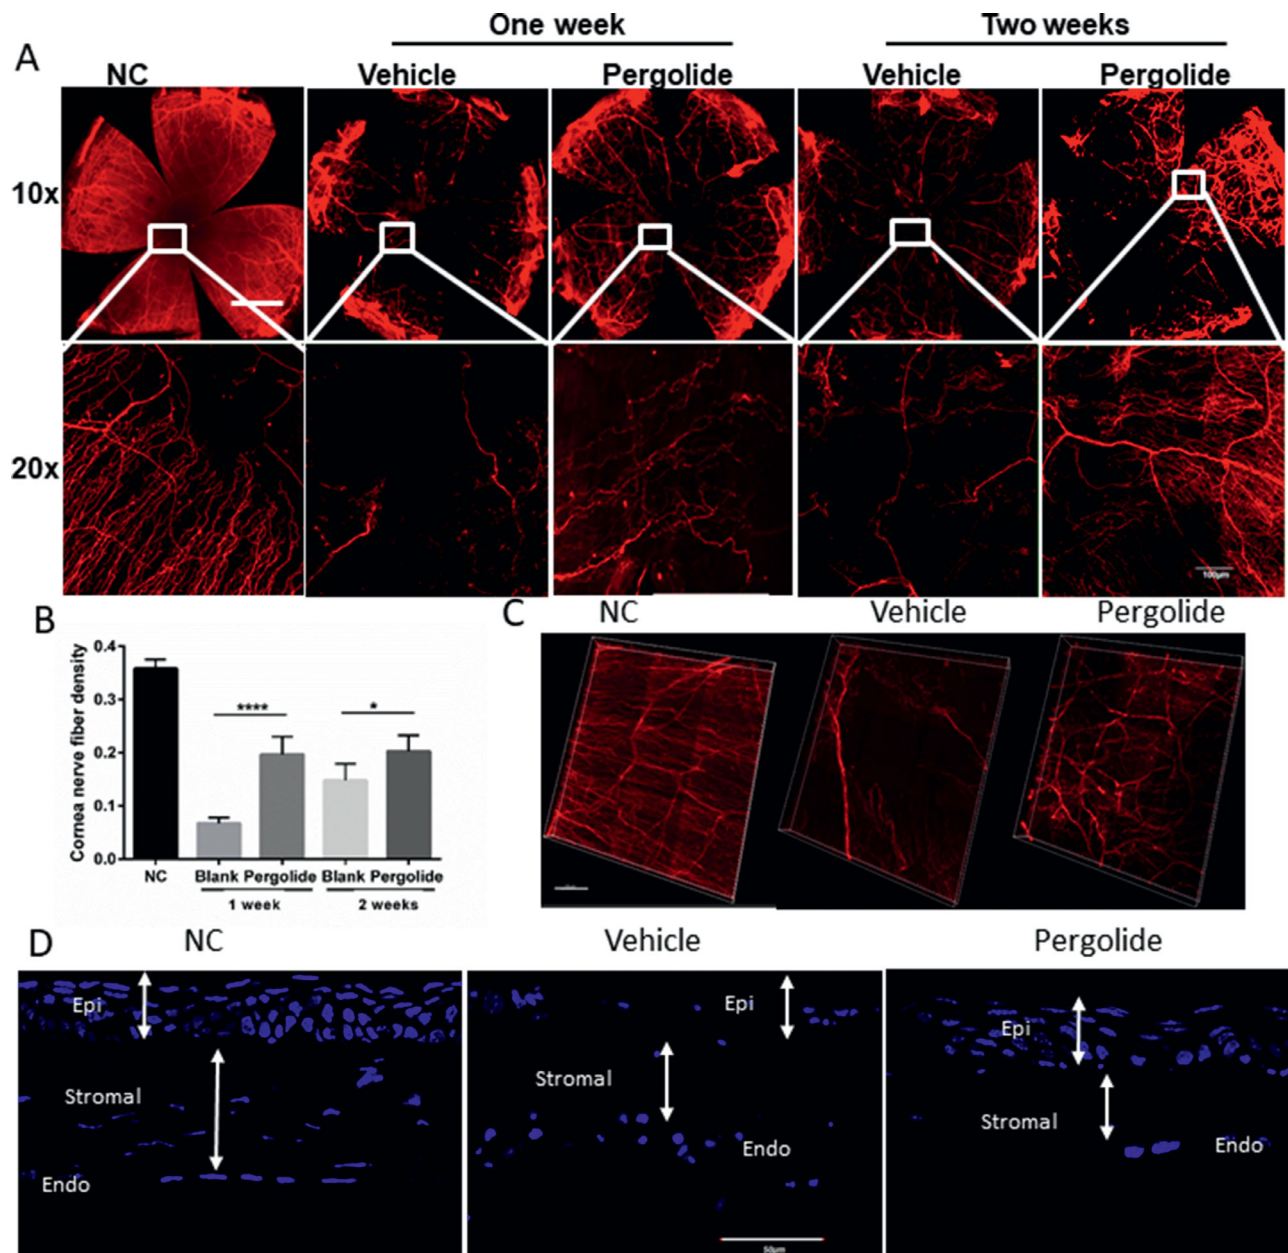 One week Two weeks
A
NC Vehicle Pergolide Vehicle Pergolide
10x
20x
100µm
B
Cornea nerve fiber density
0.4
0.3
0.2
0.1
0.0
**** *
NC Blank Pergolide Blank Pergolide
1 week 2 weeks
C NC Vehicle Pergolide
D NC Vehicle Pergolide
Epi Epi Epi
Stromal Stromal Stromal
Endo Endo Endo
50µm